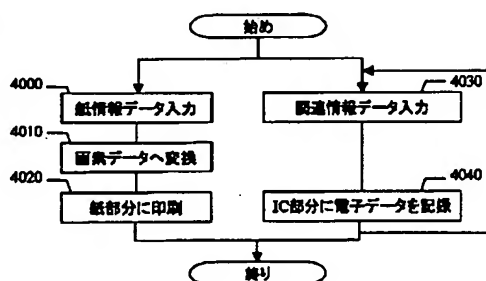 始め
4000
紙情報データ入力
4010
画素データへ変換
4020
紙部分に印刷
4030
関連情報データ入力
4040
IC部分に電子データを記録
終り